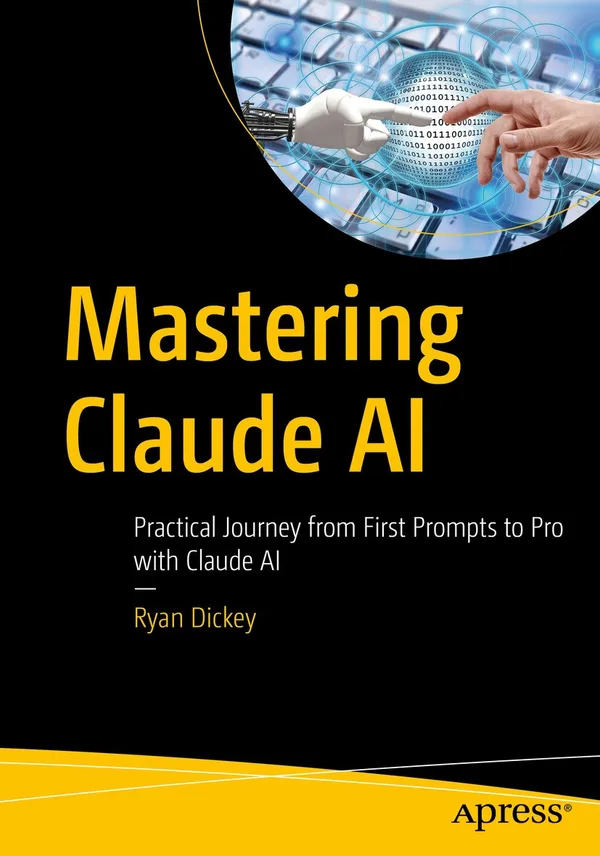 Mastering
Claude AI
Practical Journey from First Prompts to Pro
with Claude AI
—
Ryan Dickey
Apress®